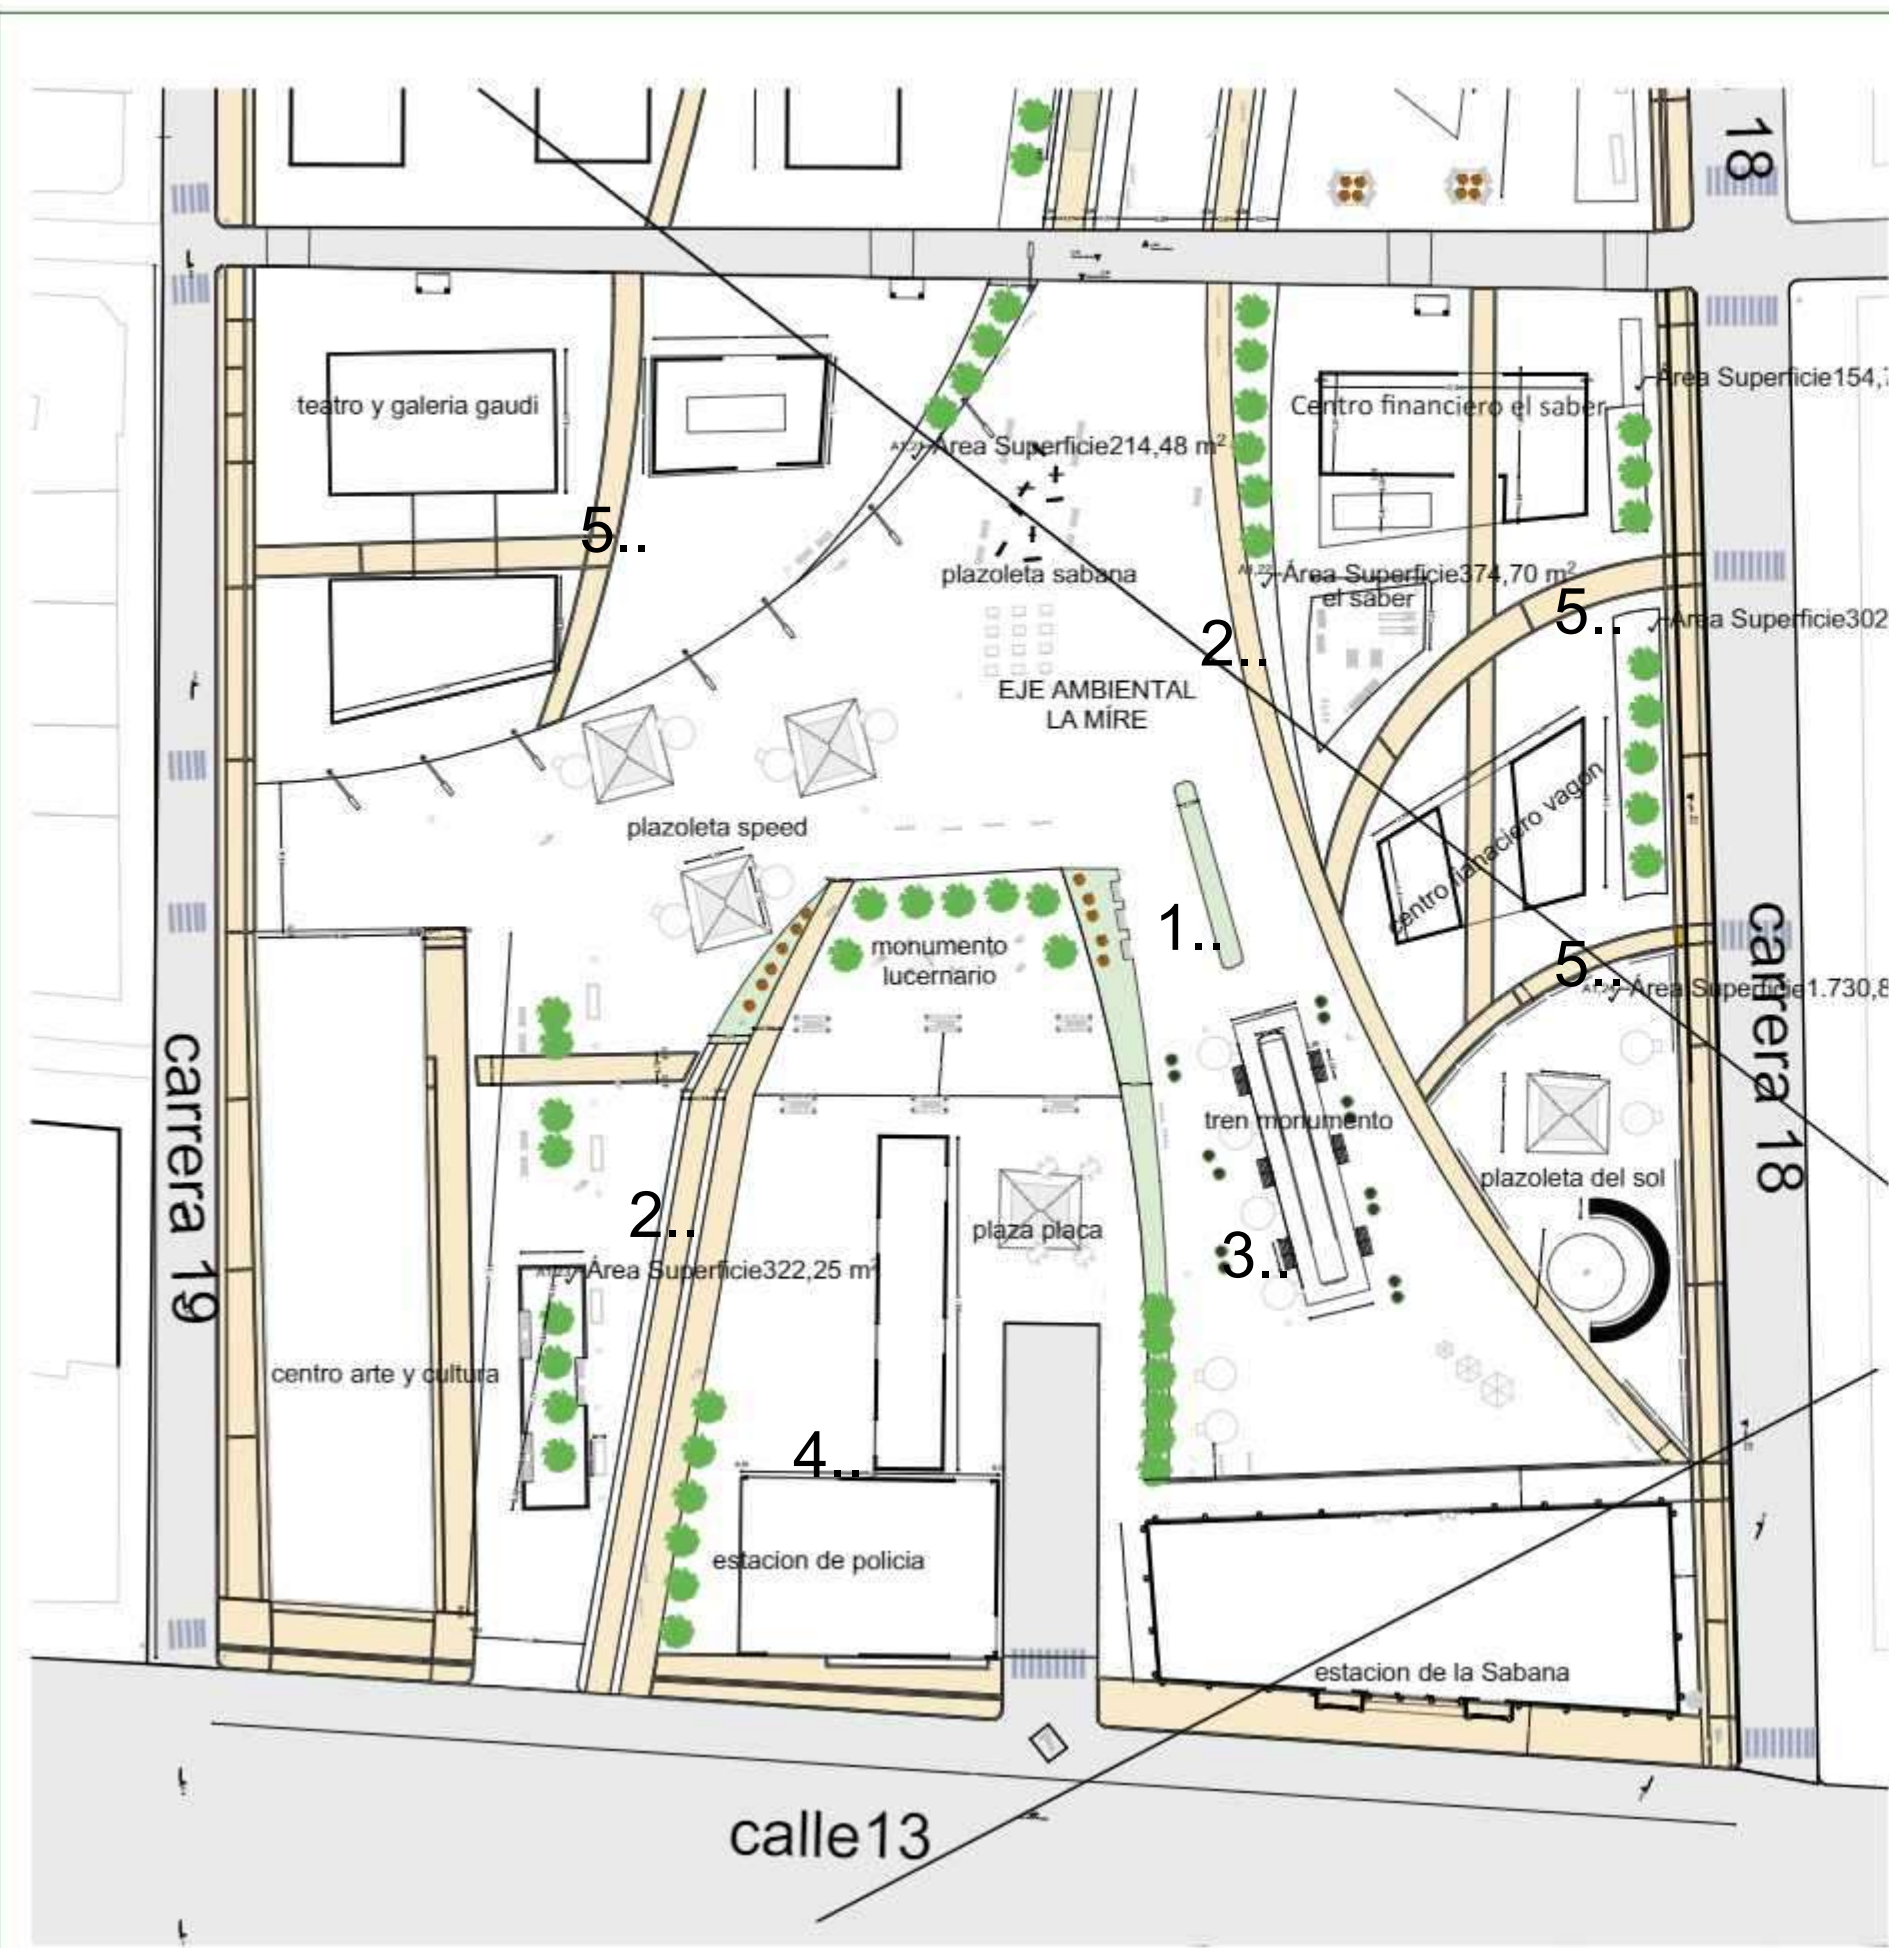 18
teatro y galeria gaudi
Área Superficie154,7
Centro financiero el saber
Área Superficie214,48 m²
5..
plazoleta sabana
Área Superficie374,70 m²
el saber
5..
Área Superficie302
2..
EJE AMBIENTAL
LA MÍRE
plazoleta speed
centro fianaciero vagon
1..
monumento
lucernario
5..
Área Superficie1.730,8
carrera 18
carrera 19
tren monumento
plazoleta del sol
2..
plaza placa
3..
Área Superficie322,25 m²
centro arte y cultura
4..
estacion de policia
estacion de la Sabana
calle13